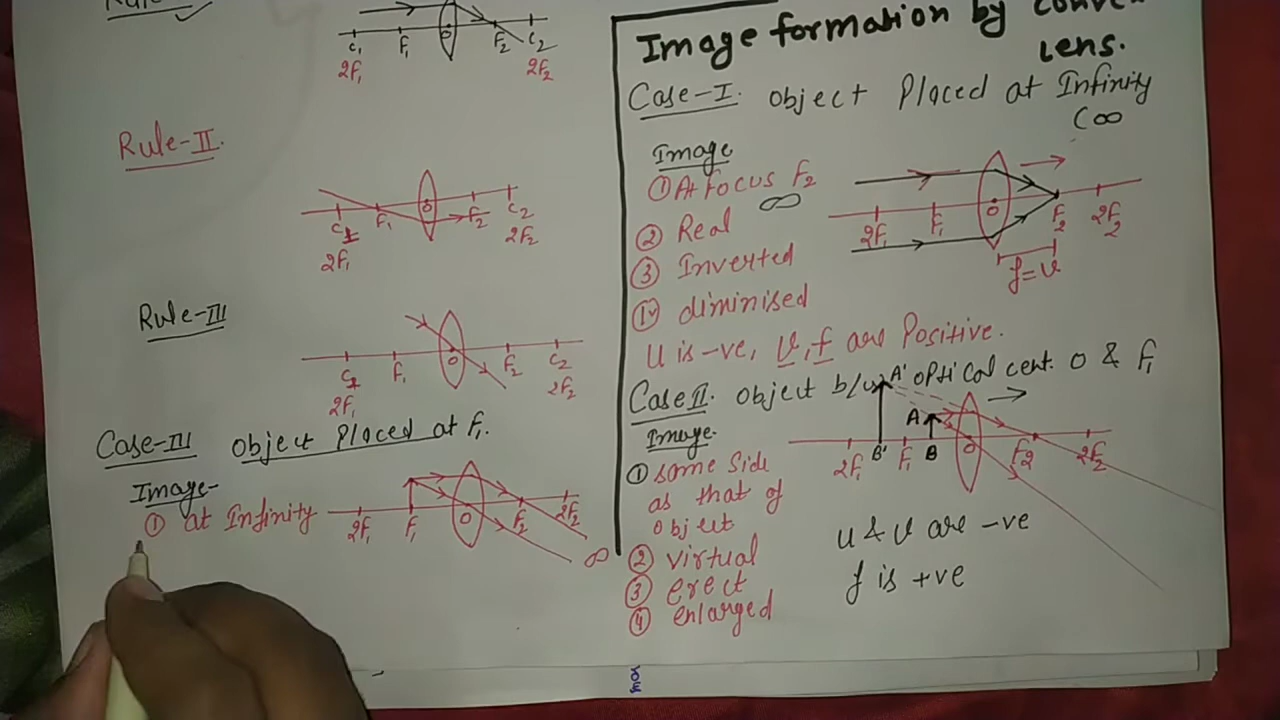 Rule-I
C1 F1 O F2 C2
2F1 2F2
Rule-II.
C1 F1 O F2 C2
2F1 2F2
Rule-III
C1 F1 O F2 C2
2F1 2F2
Case-III Object Placed at F1.
Image-
① at Infinity
2F1 F1 O F2 2F2
∞
Image formation by conve
lens.
Case-I. Object Placed at Infinity
(∞
Image
① At Focus F2
∞
② Real
③ Inverted
IV diminised
2F1 F1 O F2 2F2
f=v
U is -ve, v, f are Positive.
Case II. Object b/w optical cent. O & F1
Image.
① same side
as that of
object
② virtual
③ erect
④ enlarged
A' A
2F1 B' F1 B O F2 2F2
u & v are -ve
f is +ve